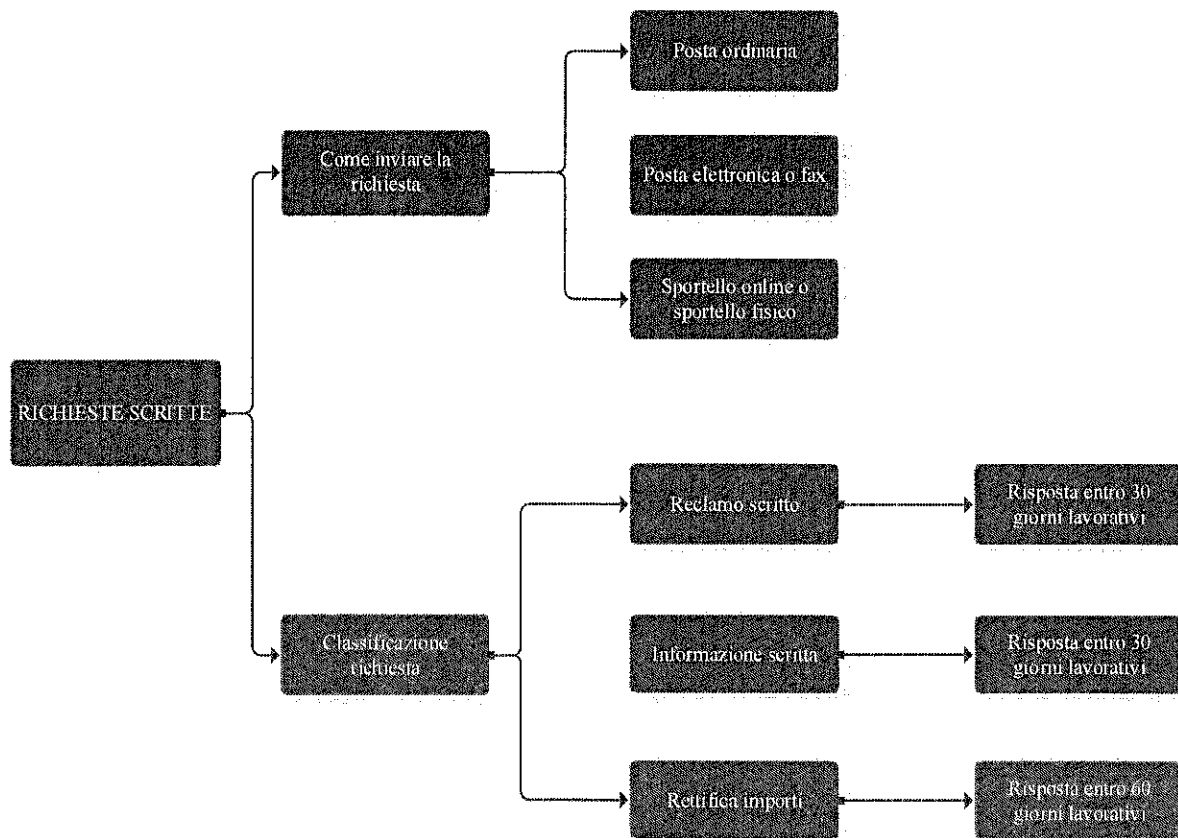 Posta ordinaria
Come inviare la
richiesta
Posta elettronica o fax
Sportello online o
sportello fisico
RICHIESTE SCRITTE
Reclamo scritto
Risposta entro 30
giorni lavorativi
Classificazione
richiesta
Informazione scritta
Risposta entro 30
giorni lavorativi
Rettifica importi
Risposta entro 60
giorni lavorativi